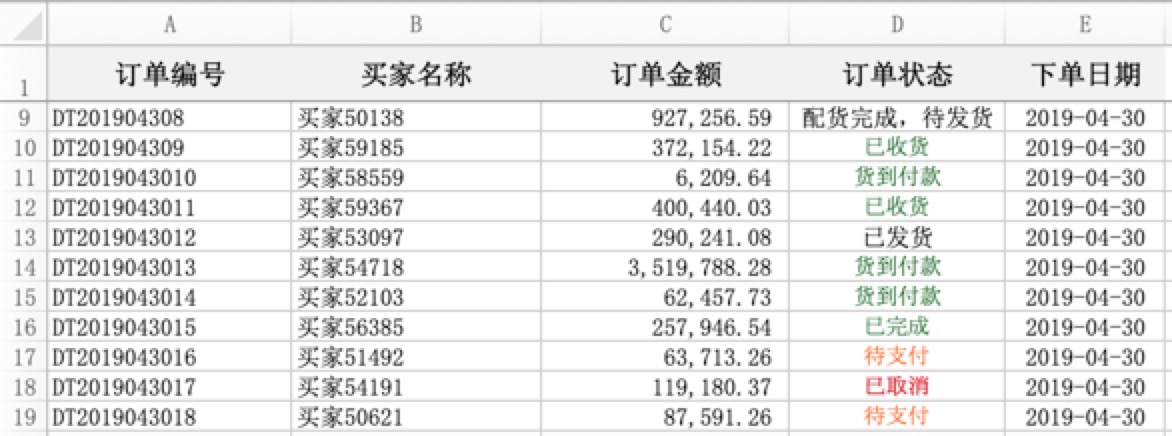 A B C D E
1 订单编号 买家名称 订单金额 订单状态 下单日期
9 DT201904308 买家50138 927,256.59 配货完成，待发货 2019-04-30
10 DT201904309 买家59185 372,154.22 已收货 2019-04-30
11 DT2019043010 买家58559 6,209.64 货到付款 2019-04-30
12 DT2019043011 买家59367 400,440.03 已收货 2019-04-30
13 DT2019043012 买家53097 290,241.08 已发货 2019-04-30
14 DT2019043013 买家54718 3,519,788.28 货到付款 2019-04-30
15 DT2019043014 买家52103 62,457.73 货到付款 2019-04-30
16 DT2019043015 买家56385 257,946.54 已完成 2019-04-30
17 DT2019043016 买家51492 63,713.26 待支付 2019-04-30
18 DT2019043017 买家54191 119,180.37 已取消 2019-04-30
19 DT2019043018 买家50621 87,591.26 待支付 2019-04-30